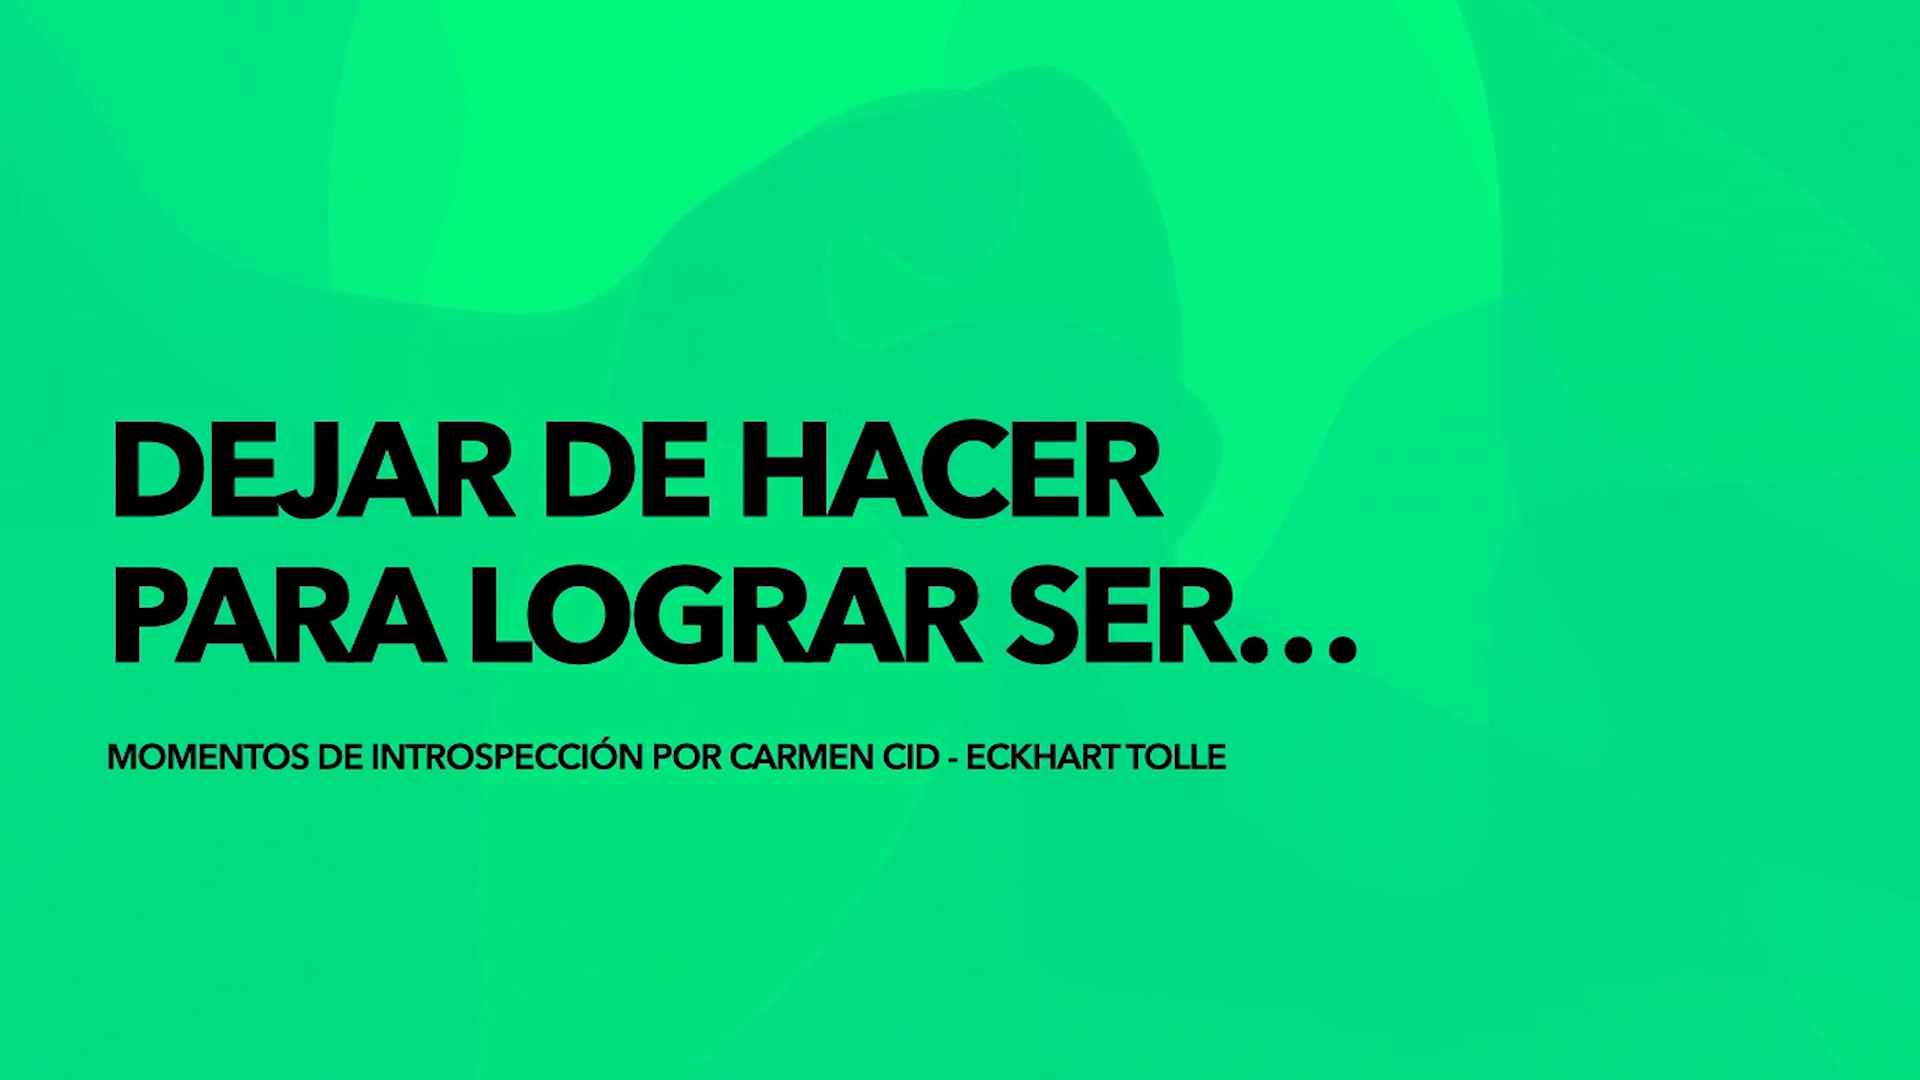 DEJAR DE HACER
PARA LOGRAR SER...
MOMENTOS DE INTROSPECCIÓN POR CARMEN CID - ECKHART TOLLE